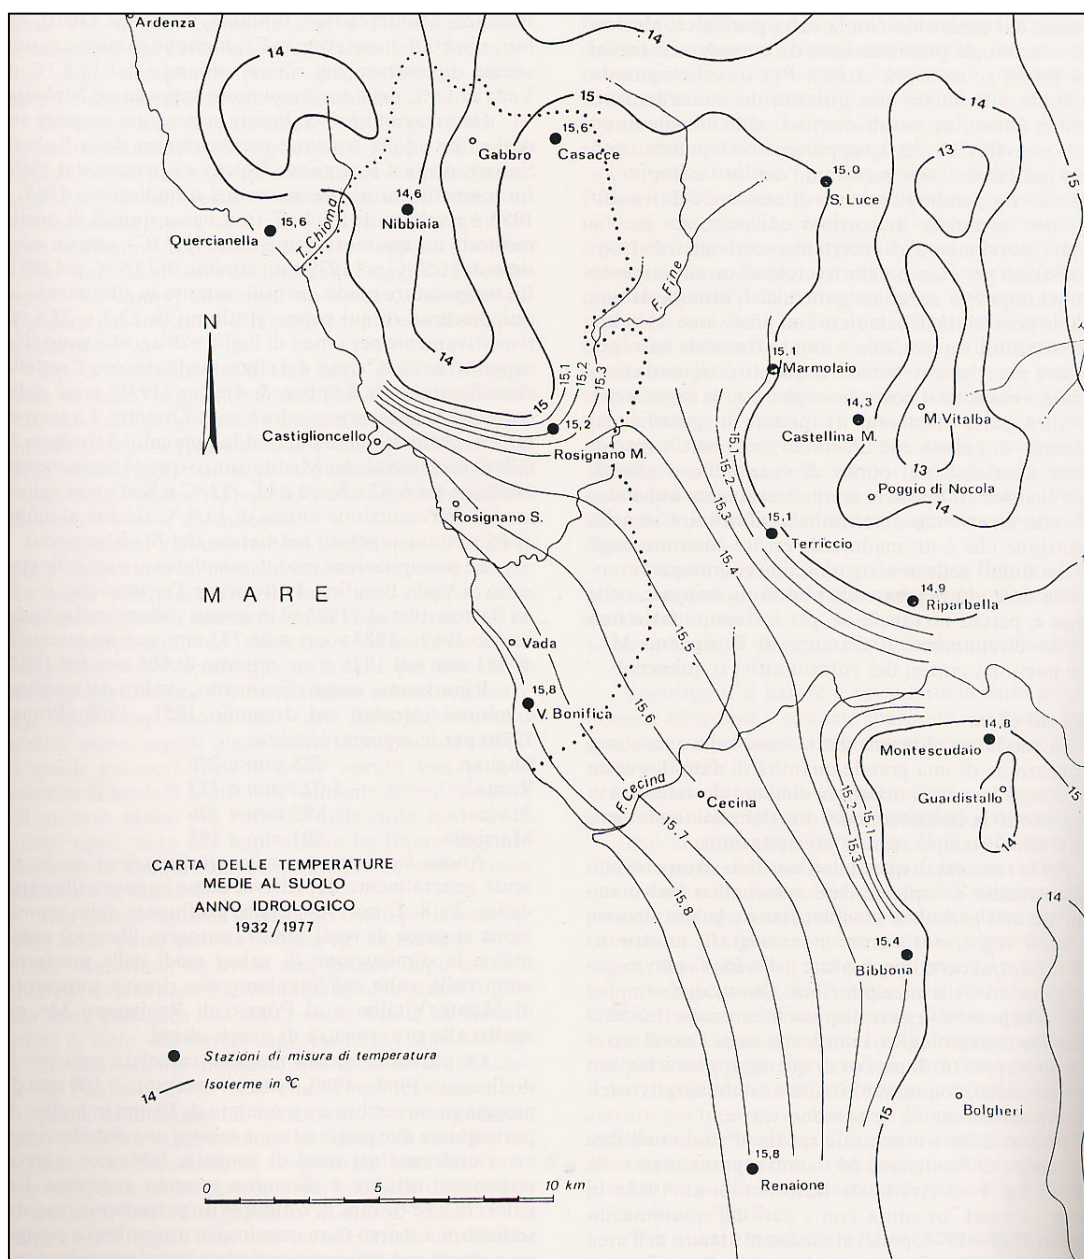 Ardenza
14
14
14
15
13
15
15,6
Casacce
Gabbro
15,0
S. Luce
14,6
Nibbiaia
15,6
Quercianella
T. Chioma
F. Fine
N
14
15
15,1
15,2
15,3
15.1
Marmolaio
14,3
Castellina M.
M. Vitalba
15,2
Rosignano M.
Castiglioncello
15.1
15.2
15.3
15.4
13
Poggio di Nocola
14
Rosignano S.
15,1
Terriccio
MARE
14,9
Riparbella
Vada
15.5
15,8
V. Bonifica
15.6
14,8
Montescudaio
F. Cecina
Cecina
Guardistallo
15.2
15.1
15.3
15.7
14
CARTA DELLE TEMPERATURE
MEDIE AL SUOLO
ANNO IDROLOGICO
1932/1977
15.8
14
15,4
Bibbona
Stazioni di misura di temperatura
14
Isoterme in °C
Bolgheri
15
15,8
Renaione
0
5
10 km